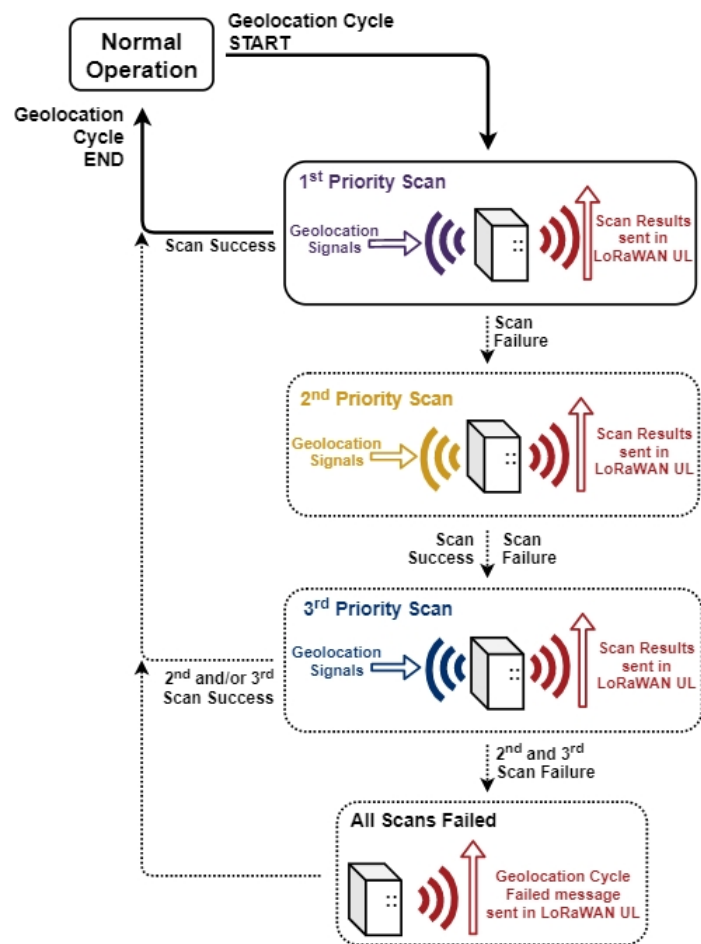 Normal
Operation
Geolocation Cycle
START
Geolocation
Cycle
END
1st Priority Scan
Geolocation
Signals
Scan Results
sent in
LoRaWAN UL
Scan Success
Scan
Failure
2nd Priority Scan
Geolocation
Signals
Scan Results
sent in
LoRaWAN UL
Scan
Success
Scan
Failure
3rd Priority Scan
Geolocation
Signals
Scan Results
sent in
LoRaWAN UL
2nd and/or 3rd
Scan Success
2nd and 3rd
Scan Failure
All Scans Failed
Geolocation Cycle
Failed message
sent in LoRaWAN UL